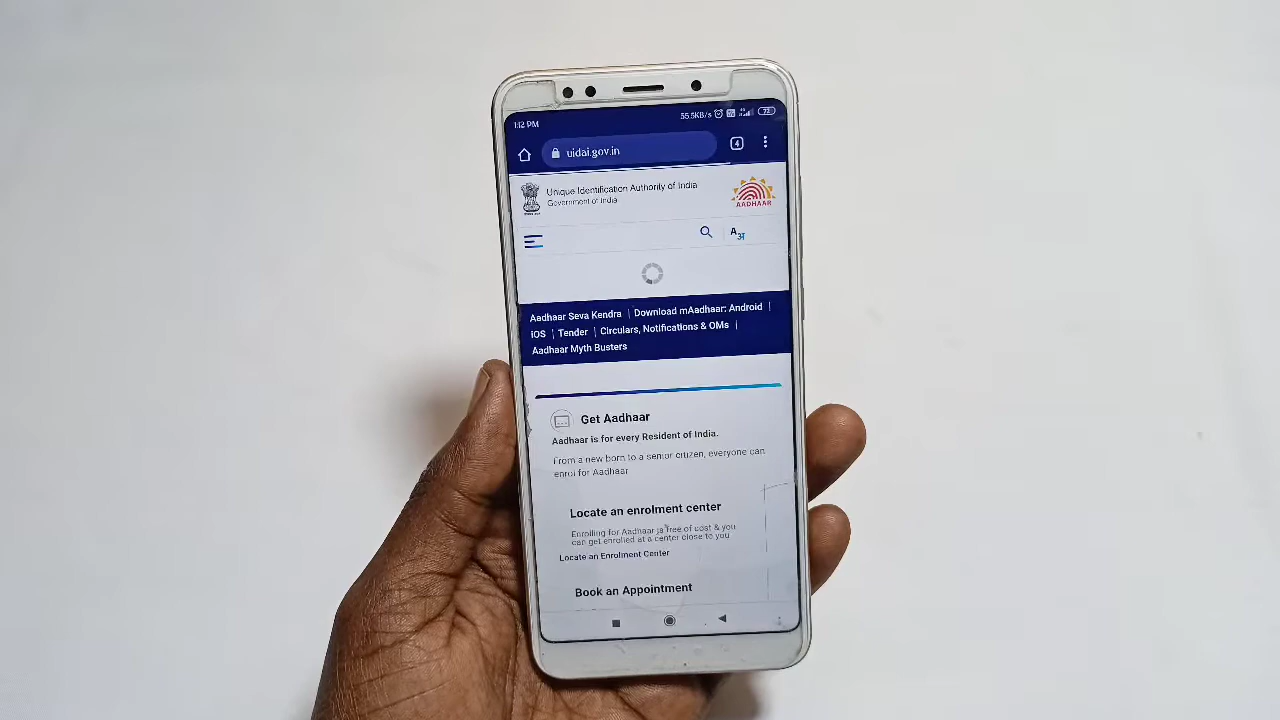 1:12 PM
55.5KB/s
uidai.gov.in
4
Unique Identification Authority of India
Government of India
AADHAAR
A अ
Aadhaar Seva Kendra | Download mAadhaar: Android |
iOS | Tender | Circulars, Notifications & OMs |
Aadhaar Myth Busters
Get Aadhaar
Aadhaar is for every Resident of India.
From a new born to a senior citizen, everyone can
enrol for Aadhaar
Locate an enrolment center
Enrolling for Aadhaar is free of cost & you
can get enrolled at a center close to you
Locate an Enrolment Center
Book an Appointment